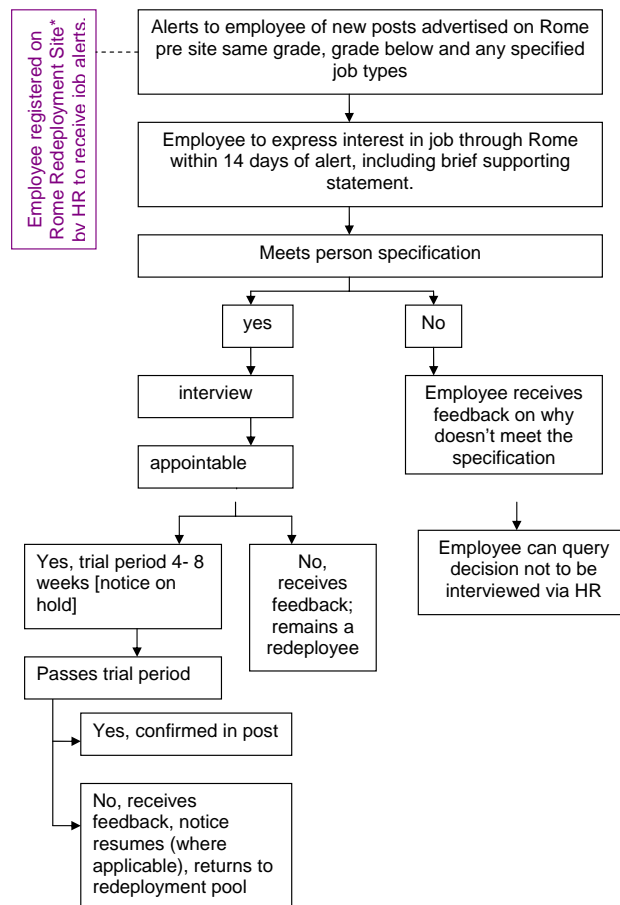 Employee registered on
Rome Redeployment Site*
by HR to receive job alerts.
Alerts to employee of new posts advertised on Rome
pre site same grade, grade below and any specified
job types
Employee to express interest in job through Rome
within 14 days of alert, including brief supporting
statement.
Meets person specification
yes
No
interview
Employee receives
feedback on why
doesn't meet the
specification
appointable
Yes, trial period 4- 8
weeks [notice on
hold]
No,
receives
feedback;
remains a
redeployee
Employee can query
decision not to be
interviewed via HR
Passes trial period
Yes, confirmed in post
No, receives
feedback, notice
resumes (where
applicable), returns to
redeployment pool